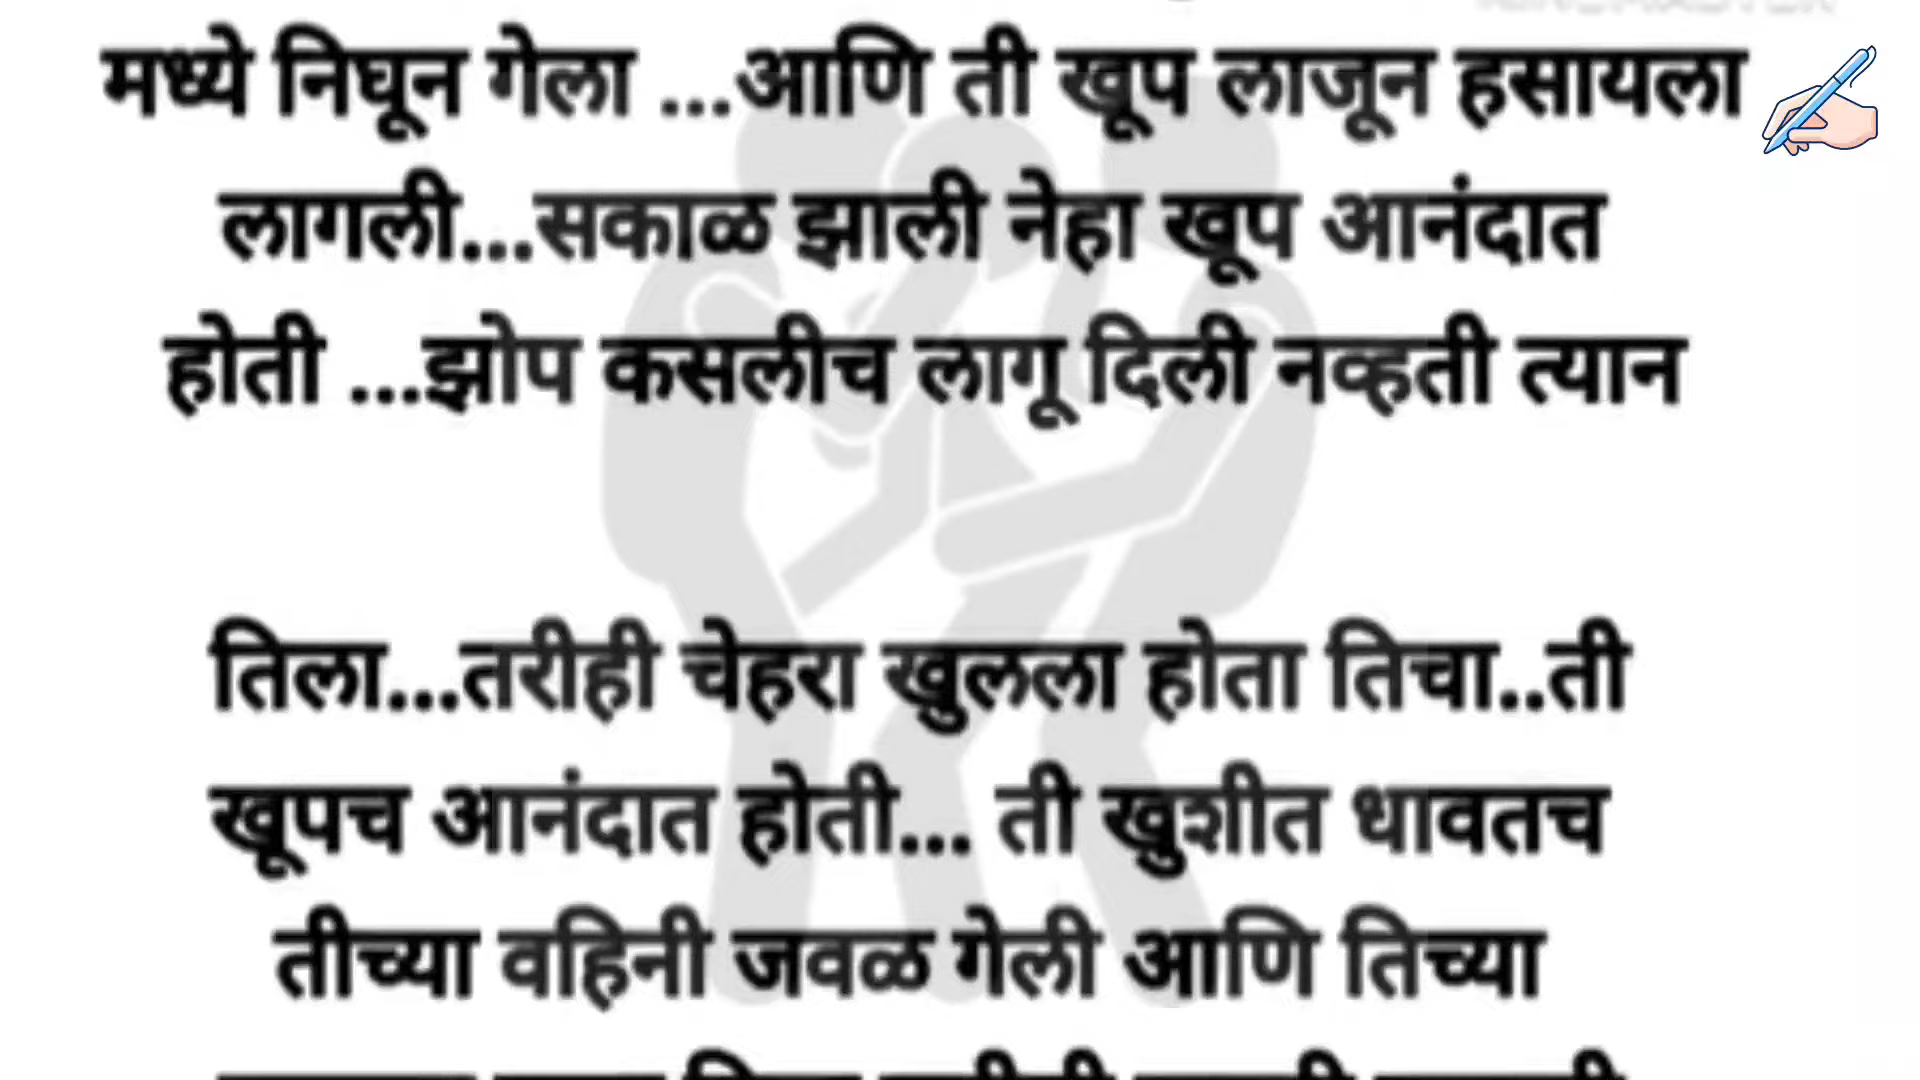 मध्ये निघून गेला ...आणि ती खूप लाजून हसायला
लागली...सकाळ झाली नेहा खूप आनंदात
होती ...झोप कसलीच लागू दिली नव्हती त्यान
तिला...तरीही चेहरा खुलला होता तिचा..ती
खूपच आनंदात होती... ती खुशीत धावतच
तीच्या वहिनी जवळ गेली आणि तिच्या